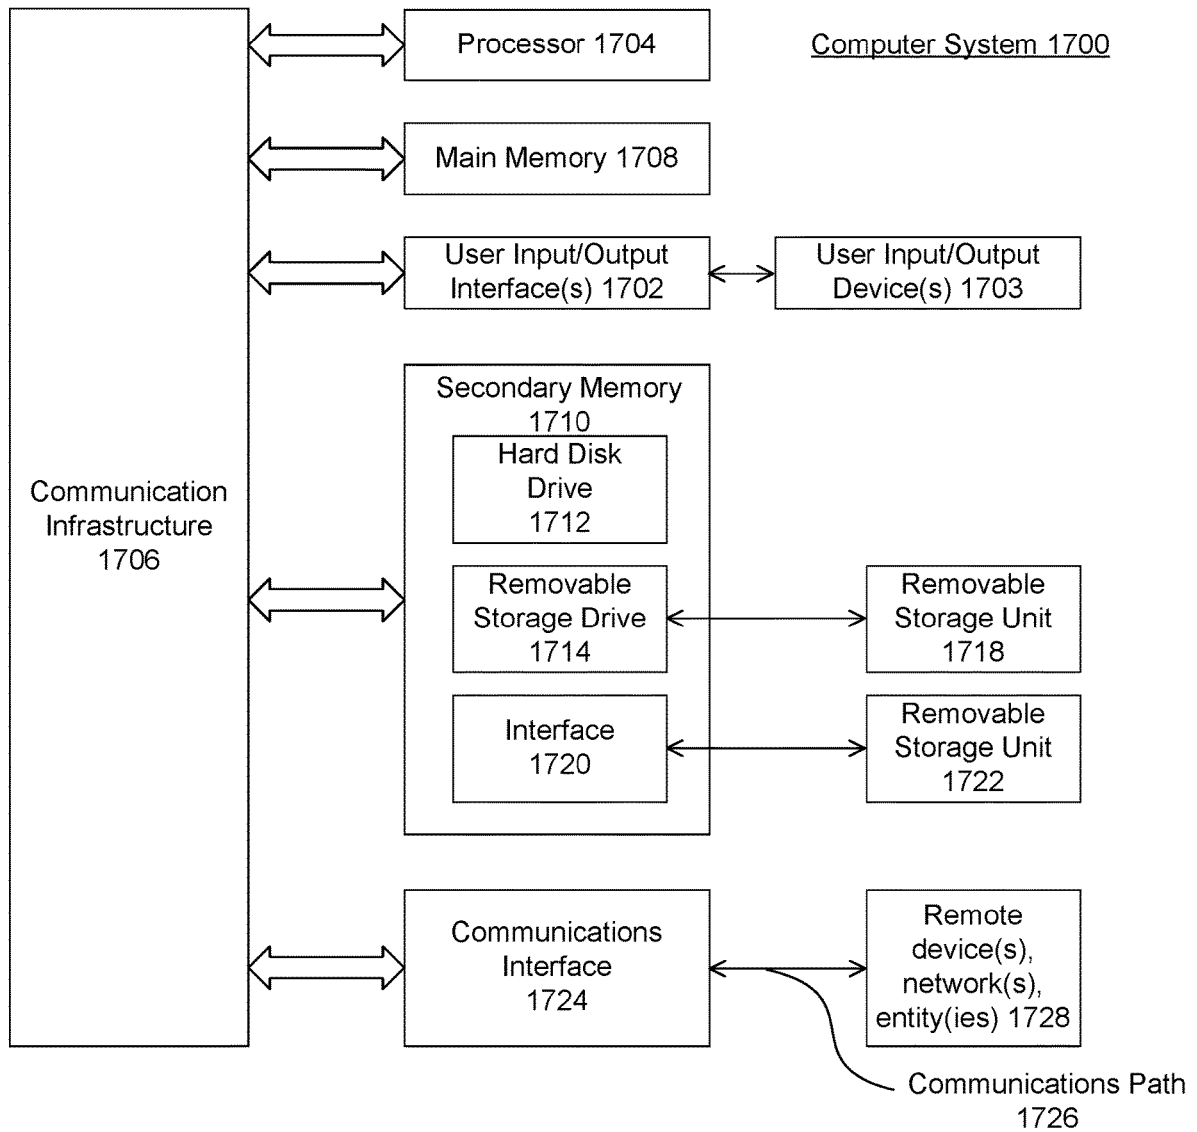 Processor 1704
Computer System 1700
Main Memory 1708
User Input/Output
Interface(s) 1702
User Input/Output
Device(s) 1703
Secondary Memory
1710
Hard Disk
Drive
1712
Communication
Infrastructure
1706
Removable
Storage Drive
1714
Removable
Storage Unit
1718
Interface
1720
Removable
Storage Unit
1722
Communications
Interface
1724
Remote
device(s),
network(s),
entity(ies) 1728
Communications Path
1726